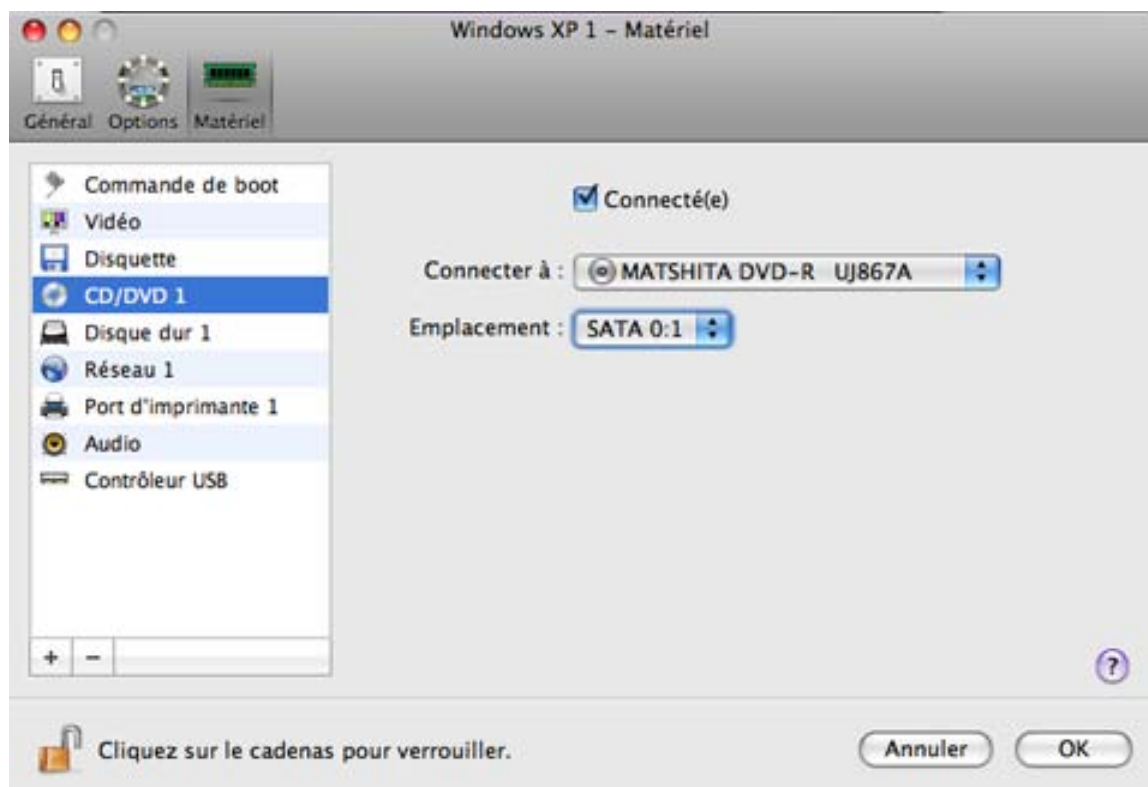 Windows XP 1 – Matériel
Général Options Matériel
Commande de boot
Vidéo
Disquette
CD/DVD 1
Disque dur 1
Réseau 1
Port d'imprimante 1
Audio
Contrôleur USB
+ −
Connecté(e)
Connecter à : MATSHITA DVD-R UJ867A
Emplacement : SATA 0:1
?
Cliquez sur le cadenas pour verrouiller.
Annuler OK